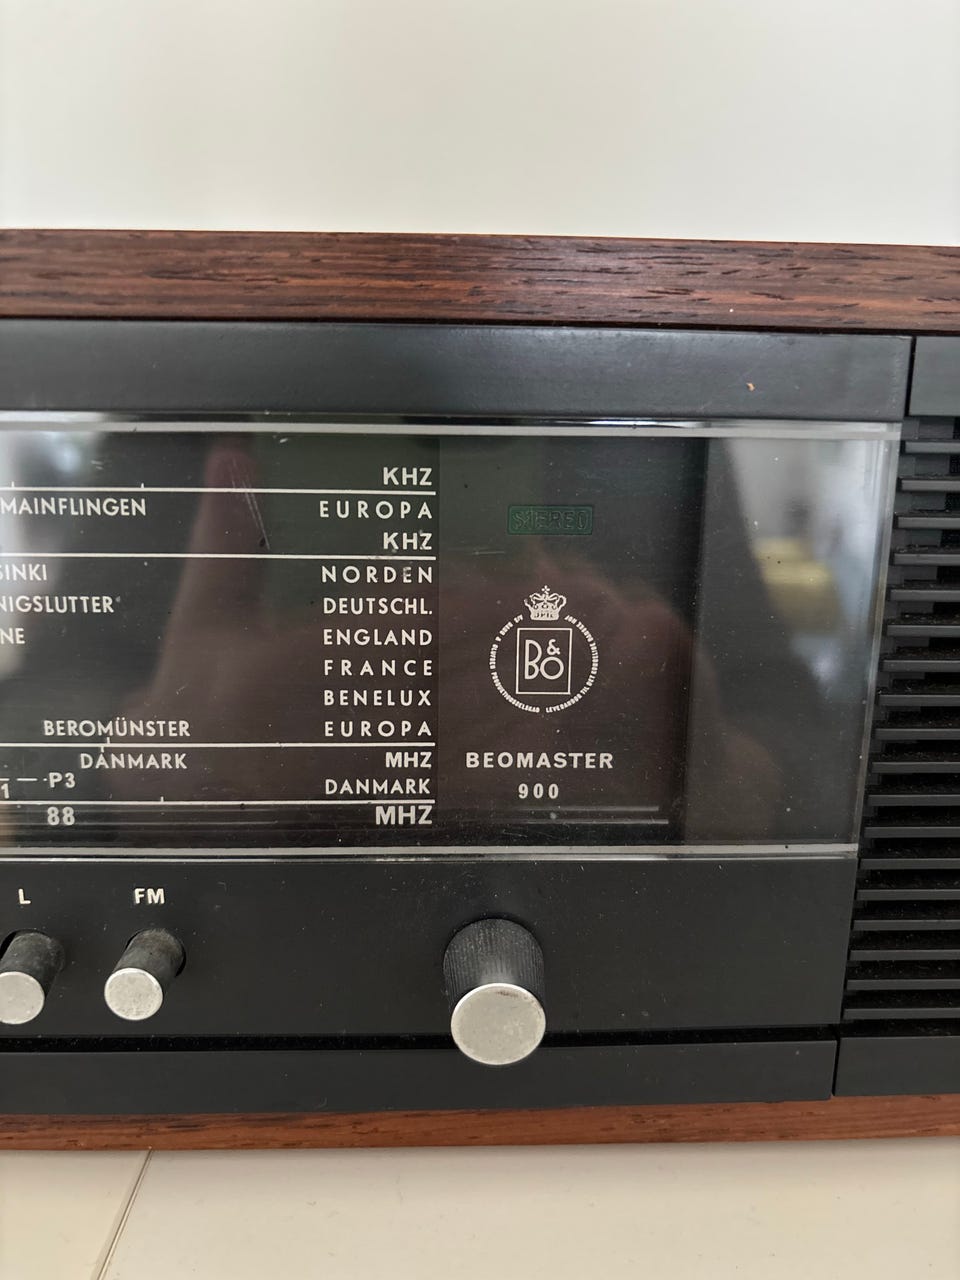 KHZ
MAINFLINGEN EUROPA
KHZ
SINKI NORDEN
NIGSLUTTER DEUTSCHL.
NE ENGLAND
FRANCE
BENELUX
BEROMÜNSTER EUROPA
DANMARK MHZ
1 P3 DANMARK
88 MHZ
STEREO
B&O
BEOMASTER
900
L FM